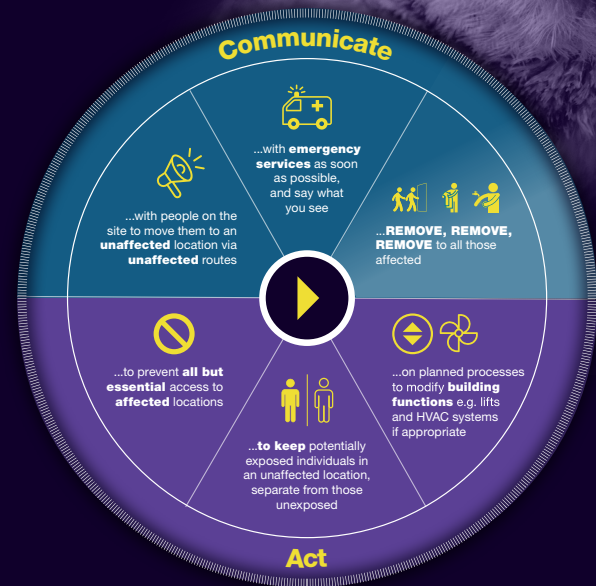 Communicate
...with emergency
services as soon
as possible,
and say what
you see
...with people on the
site to move them to an
unaffected location via
unaffected routes
...REMOVE, REMOVE,
REMOVE to all those
affected
...to prevent all but
essential access to
affected locations
...on planned processes
to modify building
functions e.g. lifts
and HVAC systems
if appropriate
...to keep potentially
exposed individuals in
an unaffected location,
separate from those
unexposed
Act